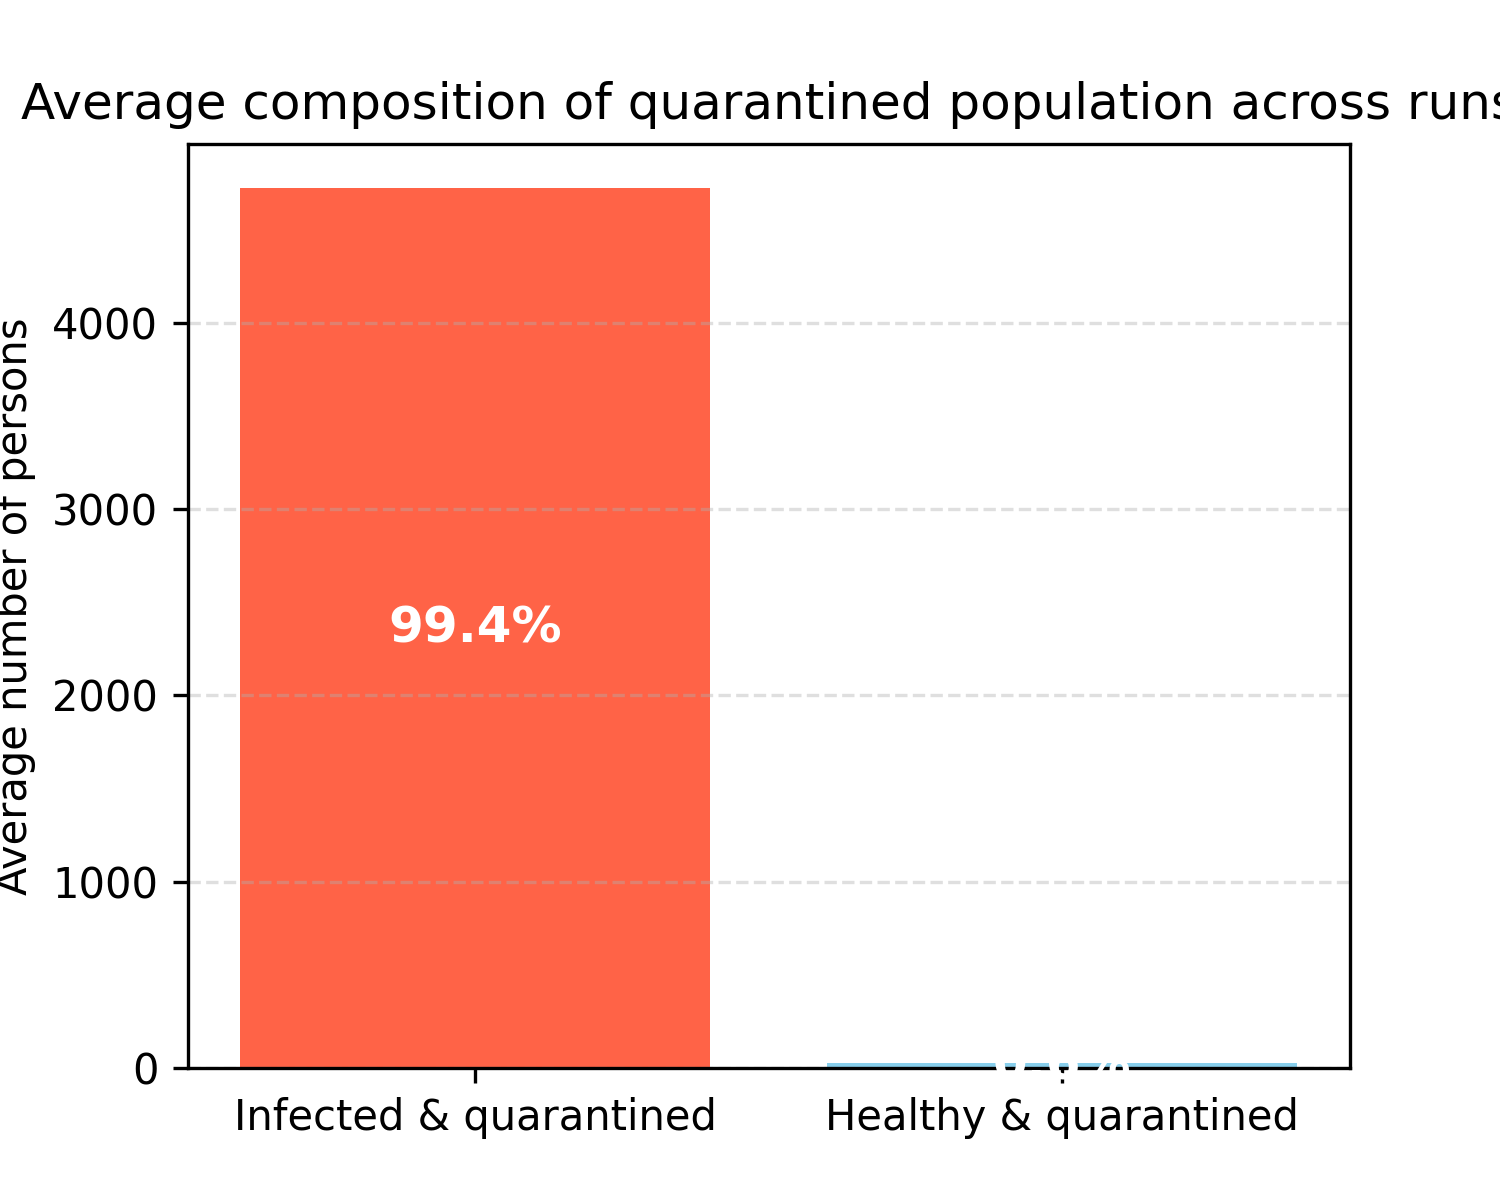 Average composition of quarantined population across runs
Average number of persons
4000
3000
2000
1000
0
99.4%
Infected & quarantined
Healthy & quarantined